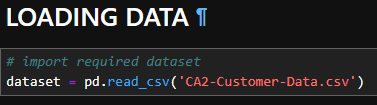 LOADING DATA ¶
# import required dataset
dataset = pd.read_csv('CA2-Customer-Data.csv')